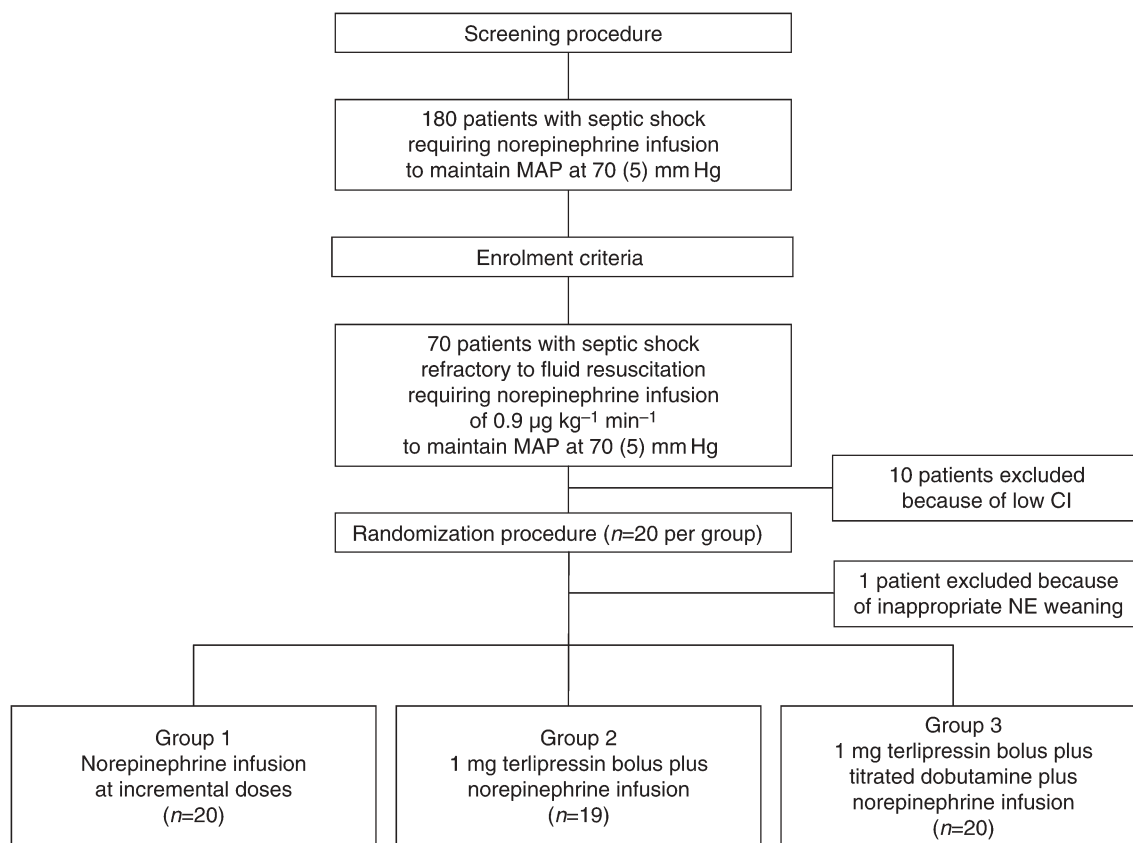 Screening procedure
180 patients with septic shock
requiring norepinephrine infusion
to maintain MAP at 70 (5) mm Hg
Enrolment criteria
70 patients with septic shock
refractory to fluid resuscitation
requiring norepinephrine infusion
of 0.9 μg kg⁻¹ min⁻¹
to maintain MAP at 70 (5) mm Hg
10 patients excluded
because of low CI
Randomization procedure (n=20 per group)
1 patient excluded because
of inappropriate NE weaning
Group 1
Norepinephrine infusion
at incremental doses
(n=20)
Group 2
1 mg terlipressin bolus plus
norepinephrine infusion
(n=19)
Group 3
1 mg terlipressin bolus plus
titrated dobutamine plus
norepinephrine infusion
(n=20)